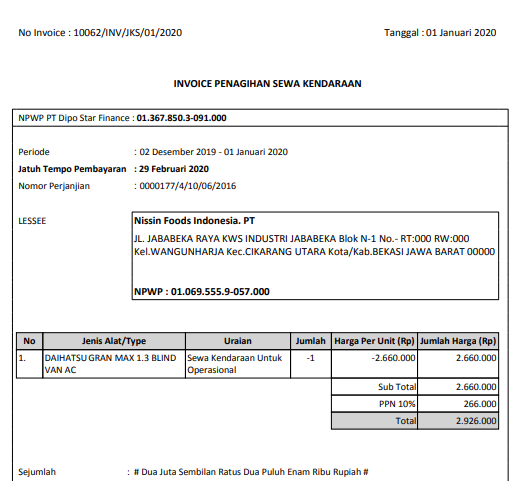 No Invoice : 10062/INV/JKS/01/2020 Tanggal : 01 Januari 2020
INVOICE PENAGIHAN SEWA KENDARAAN
NPWP PT Dipo Star Finance : 01.367.850.3-091.000
Periode : 02 Desember 2019 - 01 Januari 2020
Jatuh Tempo Pembayaran : 29 Februari 2020
Nomor Perjanjian : 0000177/4/10/06/2016
LESSEE Nissin Foods Indonesia. PT
JL. JABABEKA RAYA KWS INDUSTRI JABABEKA Blok N-1 No.- RT:000 RW:000
Kel.WANGUNHARJA Kec.CIKARANG UTARA Kota/Kab.BEKASI JAWA BARAT 00000
NPWP : 01.069.555.9-057.000
No Jenis Alat/Type Uraian Jumlah Harga Per Unit (Rp) Jumlah Harga (Rp)
1. DAIHATSU GRAN MAX 1.3 BLIND Sewa Kendaraan Untuk -1 -2.660.000 2.660.000
VAN AC Operasional
Sub Total 2.660.000
PPN 10% 266.000
Total 2.926.000
Sejumlah : # Dua Juta Sembilan Ratus Dua Puluh Enam Ribu Rupiah #